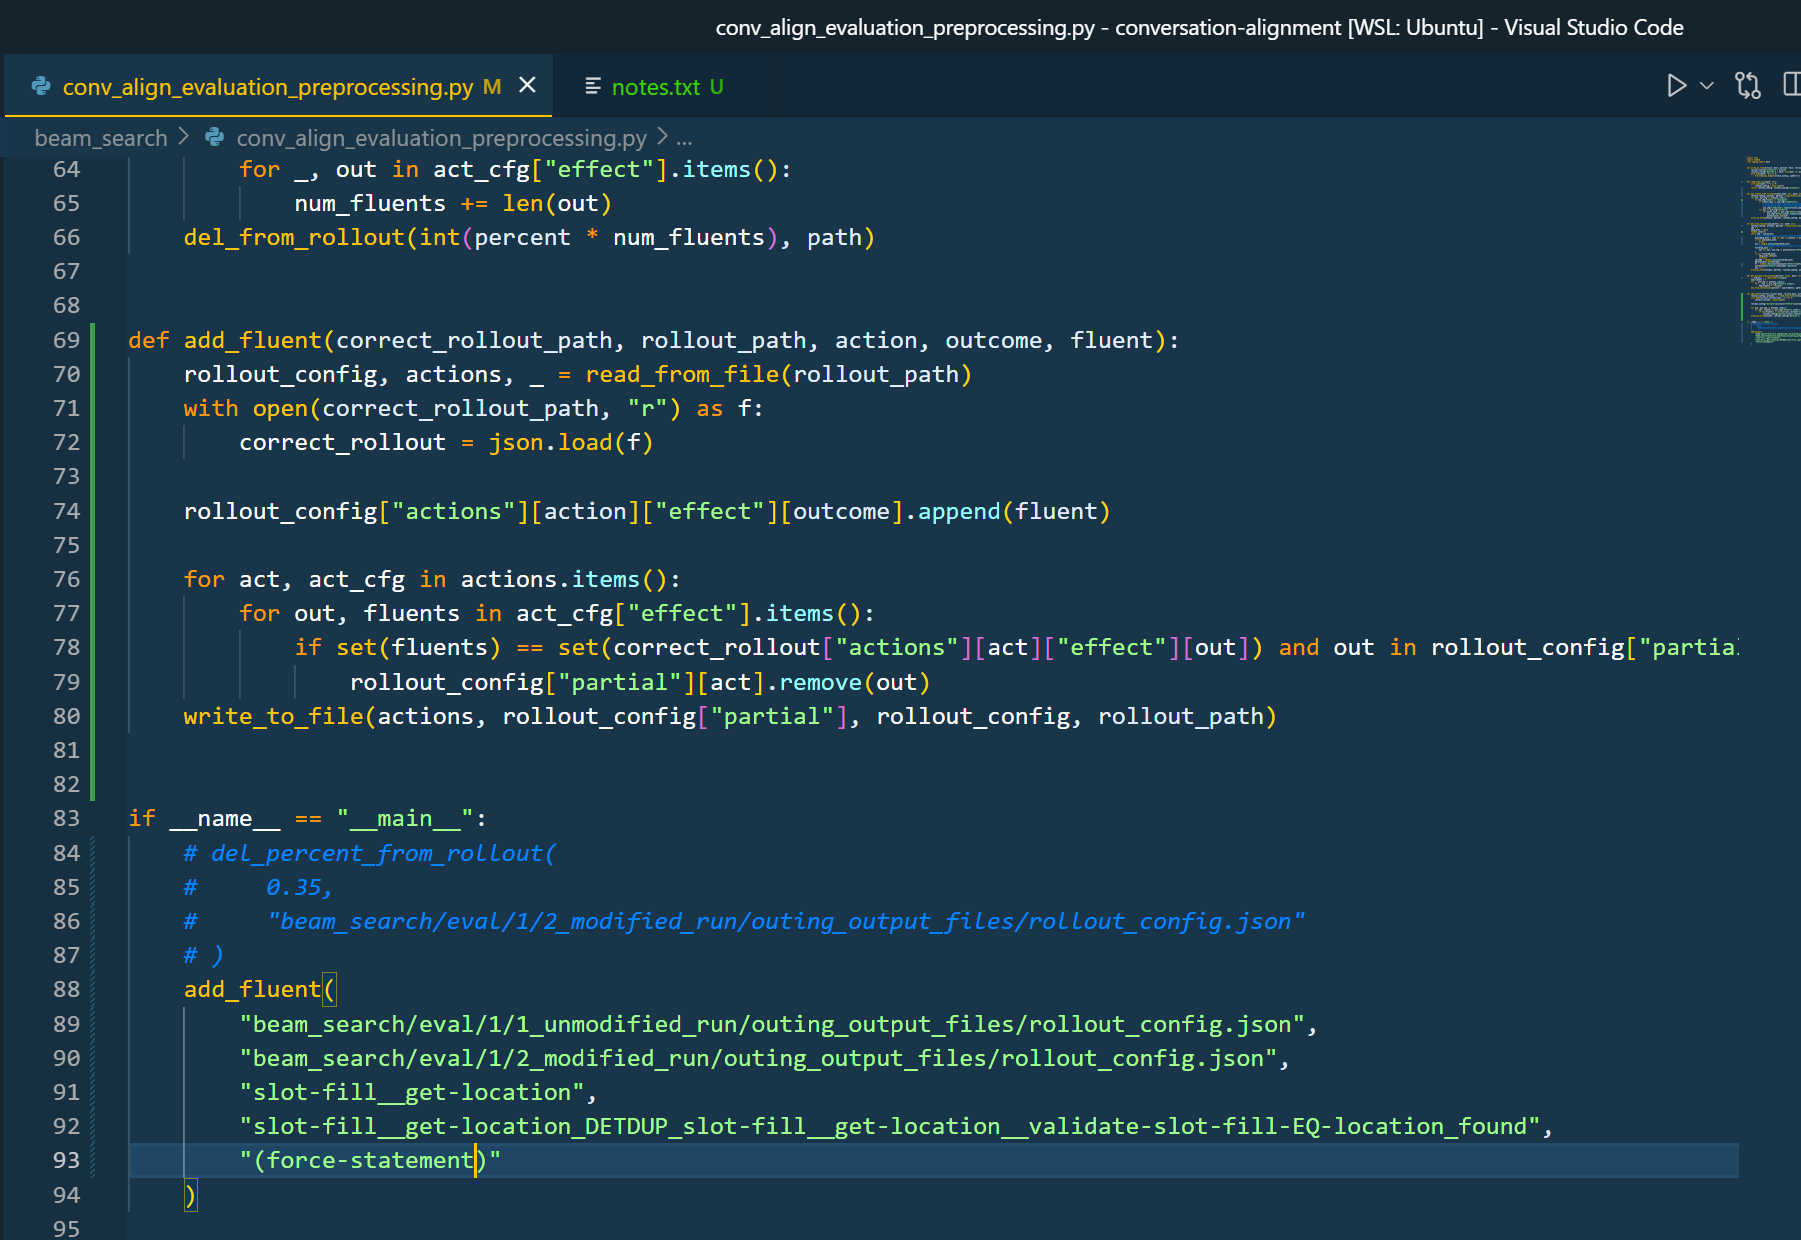 conv_align_evaluation_preprocessing.py - conversation-alignment [WSL: Ubuntu] - Visual Studio Code
conv_align_evaluation_preprocessing.py M notes.txt U
beam_search > conv_align_evaluation_preprocessing.py > ...
64 for _, out in act_cfg["effect"].items():
65 num_fluents += len(out)
66 del_from_rollout(int(percent * num_fluents), path)
67
68
69 def add_fluent(correct_rollout_path, rollout_path, action, outcome, fluent):
70 rollout_config, actions, _ = read_from_file(rollout_path)
71 with open(correct_rollout_path, "r") as f:
72 correct_rollout = json.load(f)
73
74 rollout_config["actions"][action]["effect"][outcome].append(fluent)
75
76 for act, act_cfg in actions.items():
77 for out, fluents in act_cfg["effect"].items():
78 if set(fluents) == set(correct_rollout["actions"][act]["effect"][out]) and out in rollout_config["partia
79 rollout_config["partial"][act].remove(out)
80 write_to_file(actions, rollout_config["partial"], rollout_config, rollout_path)
81
82
83 if __name__ == "__main__":
84 # del_percent_from_rollout(
85 # 0.35,
86 # "beam_search/eval/1/2_modified_run/outing_output_files/rollout_config.json"
87 # )
88 add_fluent(
89 "beam_search/eval/1/1_unmodified_run/outing_output_files/rollout_config.json",
90 "beam_search/eval/1/2_modified_run/outing_output_files/rollout_config.json",
91 "slot-fill__get-location",
92 "slot-fill__get-location_DETDUP_slot-fill__get-location__validate-slot-fill-EQ-location_found",
93 "(force-statement)"
94 )
95